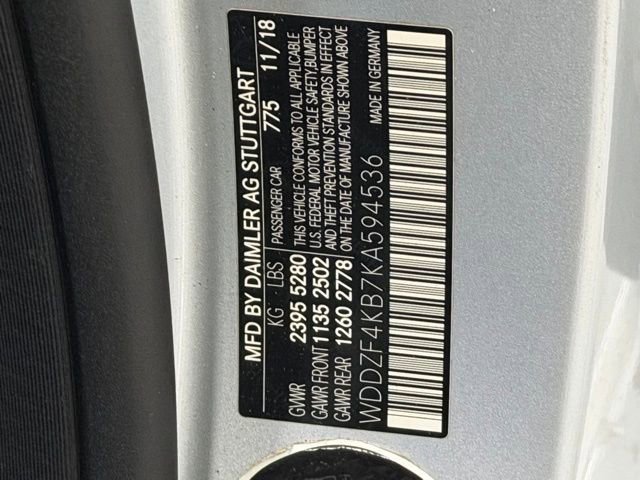 MFD BY DAIMLER AG STUTTGART
KG LBS PASSENGER CAR 775 11/18
GVWR 2395 5280 THIS VEHICLE CONFORMS TO ALL APPLICABLE
U.S. FEDERAL MOTOR VEHICLE SAFETY,BUMPER
GAWR FRONT 1135 2502 AND THEFT PREVENTION STANDARDS IN EFFECT
GAWR REAR 1260 2778 ON THE DATE OF MANUFACTURE SHOWN ABOVE
WDDZF4KB7KA594536
MADE IN GERMANY